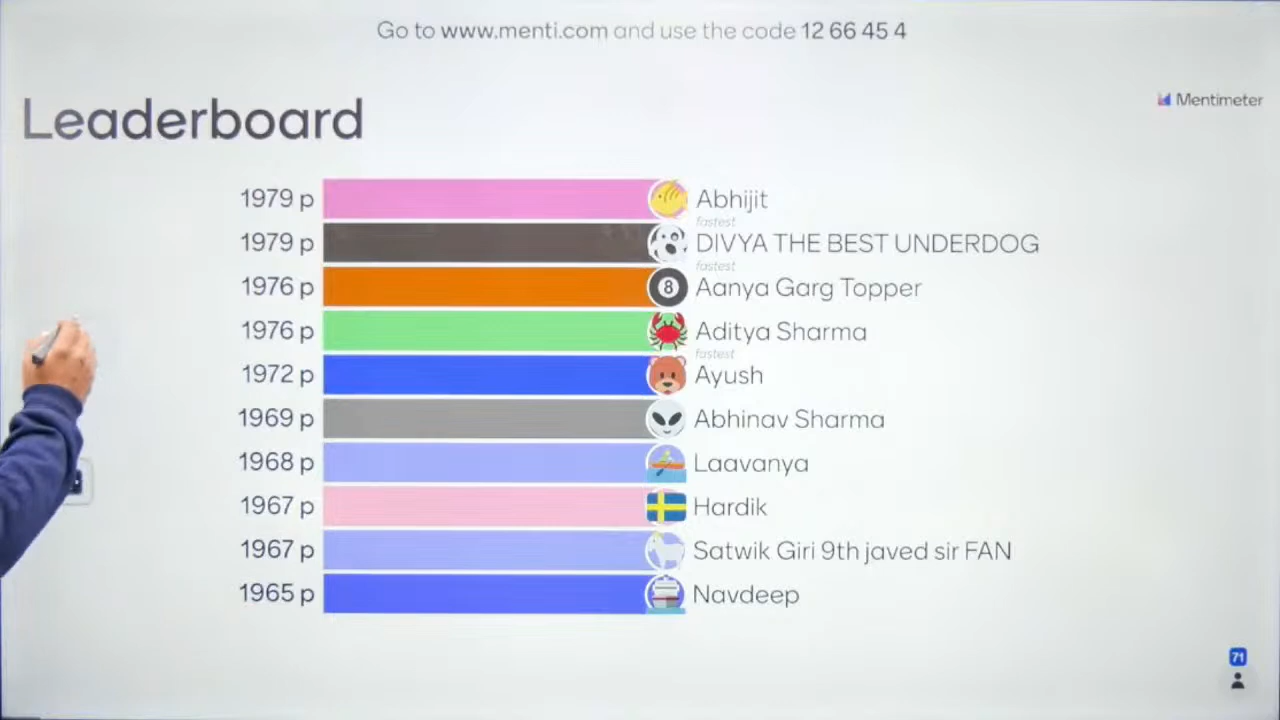 Go to www.menti.com and use the code 12 66 45 4
Mentimeter
Leaderboard
1979 p Abhijit
fastest
1979 p DIVYA THE BEST UNDERDOG
fastest
1976 p 8 Aanya Garg Topper
1976 p Aditya Sharma
fastest
1972 p Ayush
1969 p Abhinav Sharma
1968 p Laavanya
1967 p Hardik
1967 p Satwik Giri 9th javed sir FAN
1965 p Navdeep
71